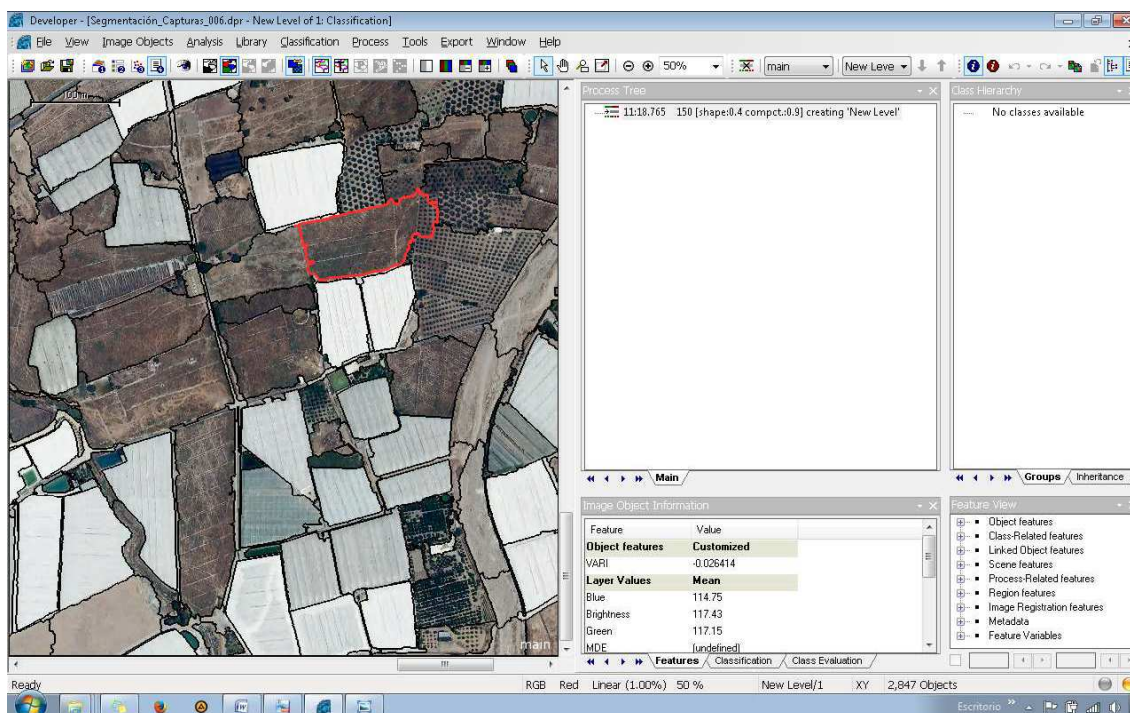 Developer - [Segmentación_Capturas_006.dpr - New Level of 1: Classification]
File View Image Objects Analysis Library Classification Process Tools Export Window Help
50% main New Leve
100 m
Process Tree
11:18.765 150 [shape:0.4 compct.:0.9] creating 'New Level'
Main
Class Hierarchy
No classes available
Groups Inheritance
main
Image Object Information
Feature Value
Object features Customized
VARI -0.026414
Layer Values Mean
Blue 114.75
Brightness 117.43
Green 117.15
MDE [undefined]
Features Classification Class Evaluation
Feature View
Object features
Class-Related features
Linked Object features
Scene features
Process-Related features
Region features
Image Registration features
Metadata
Feature Variables
Ready RGB Red Linear (1.00%) 50 % New Level/1 XY 2,847 Objects
Escritorio